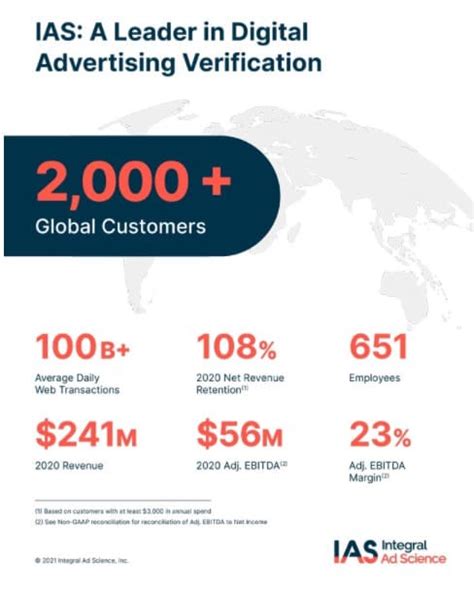 IAS: A Leader in Digital
Advertising Verification
2,000 +
Global Customers
100 B+
Average Daily
Web Transactions
108%
2020 Net Revenue
Retention(1)
651
Employees
$241M
2020 Revenue
$56M
2020 Adj. EBITDA(2)
23%
Adj. EBITDA
Margin(2)
(1) Based on customers with at least $3,000 in annual spend
(2) See Non-GAAP reconciliation for reconciliation of Adj. EBITDA to Net Income
© 2021 Integral Ad Science, Inc.
IAS Integral
Ad Science